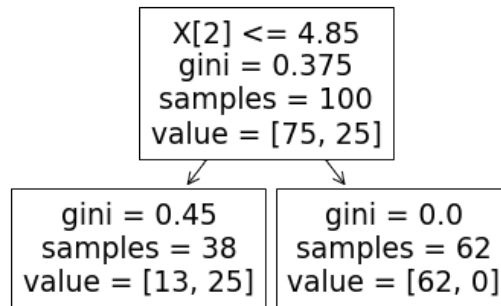 X[2] <= 4.85
gini = 0.375
samples = 100
value = [75, 25]
gini = 0.45
samples = 38
value = [13, 25]
gini = 0.0
samples = 62
value = [62, 0]